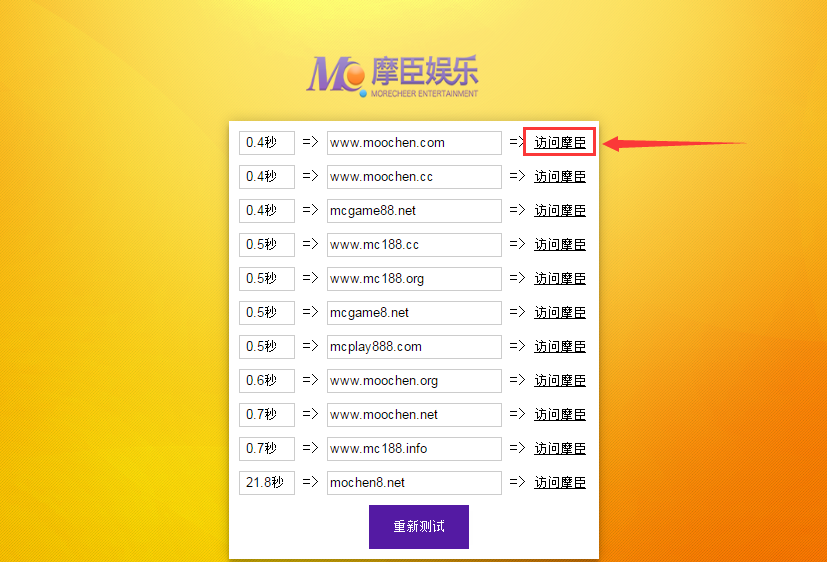 Mc 摩臣娱乐
MORECHEER ENTERTAINMENT
0.4秒 => www.moochen.com => 访问摩臣
0.4秒 => www.moochen.cc => 访问摩臣
0.4秒 => mcgame88.net => 访问摩臣
0.5秒 => www.mc188.cc => 访问摩臣
0.5秒 => www.mc188.org => 访问摩臣
0.5秒 => mcgame8.net => 访问摩臣
0.5秒 => mcplay888.com => 访问摩臣
0.6秒 => www.moochen.org => 访问摩臣
0.7秒 => www.moochen.net => 访问摩臣
0.7秒 => www.mc188.info => 访问摩臣
21.8秒 => mochen8.net => 访问摩臣
重新测试